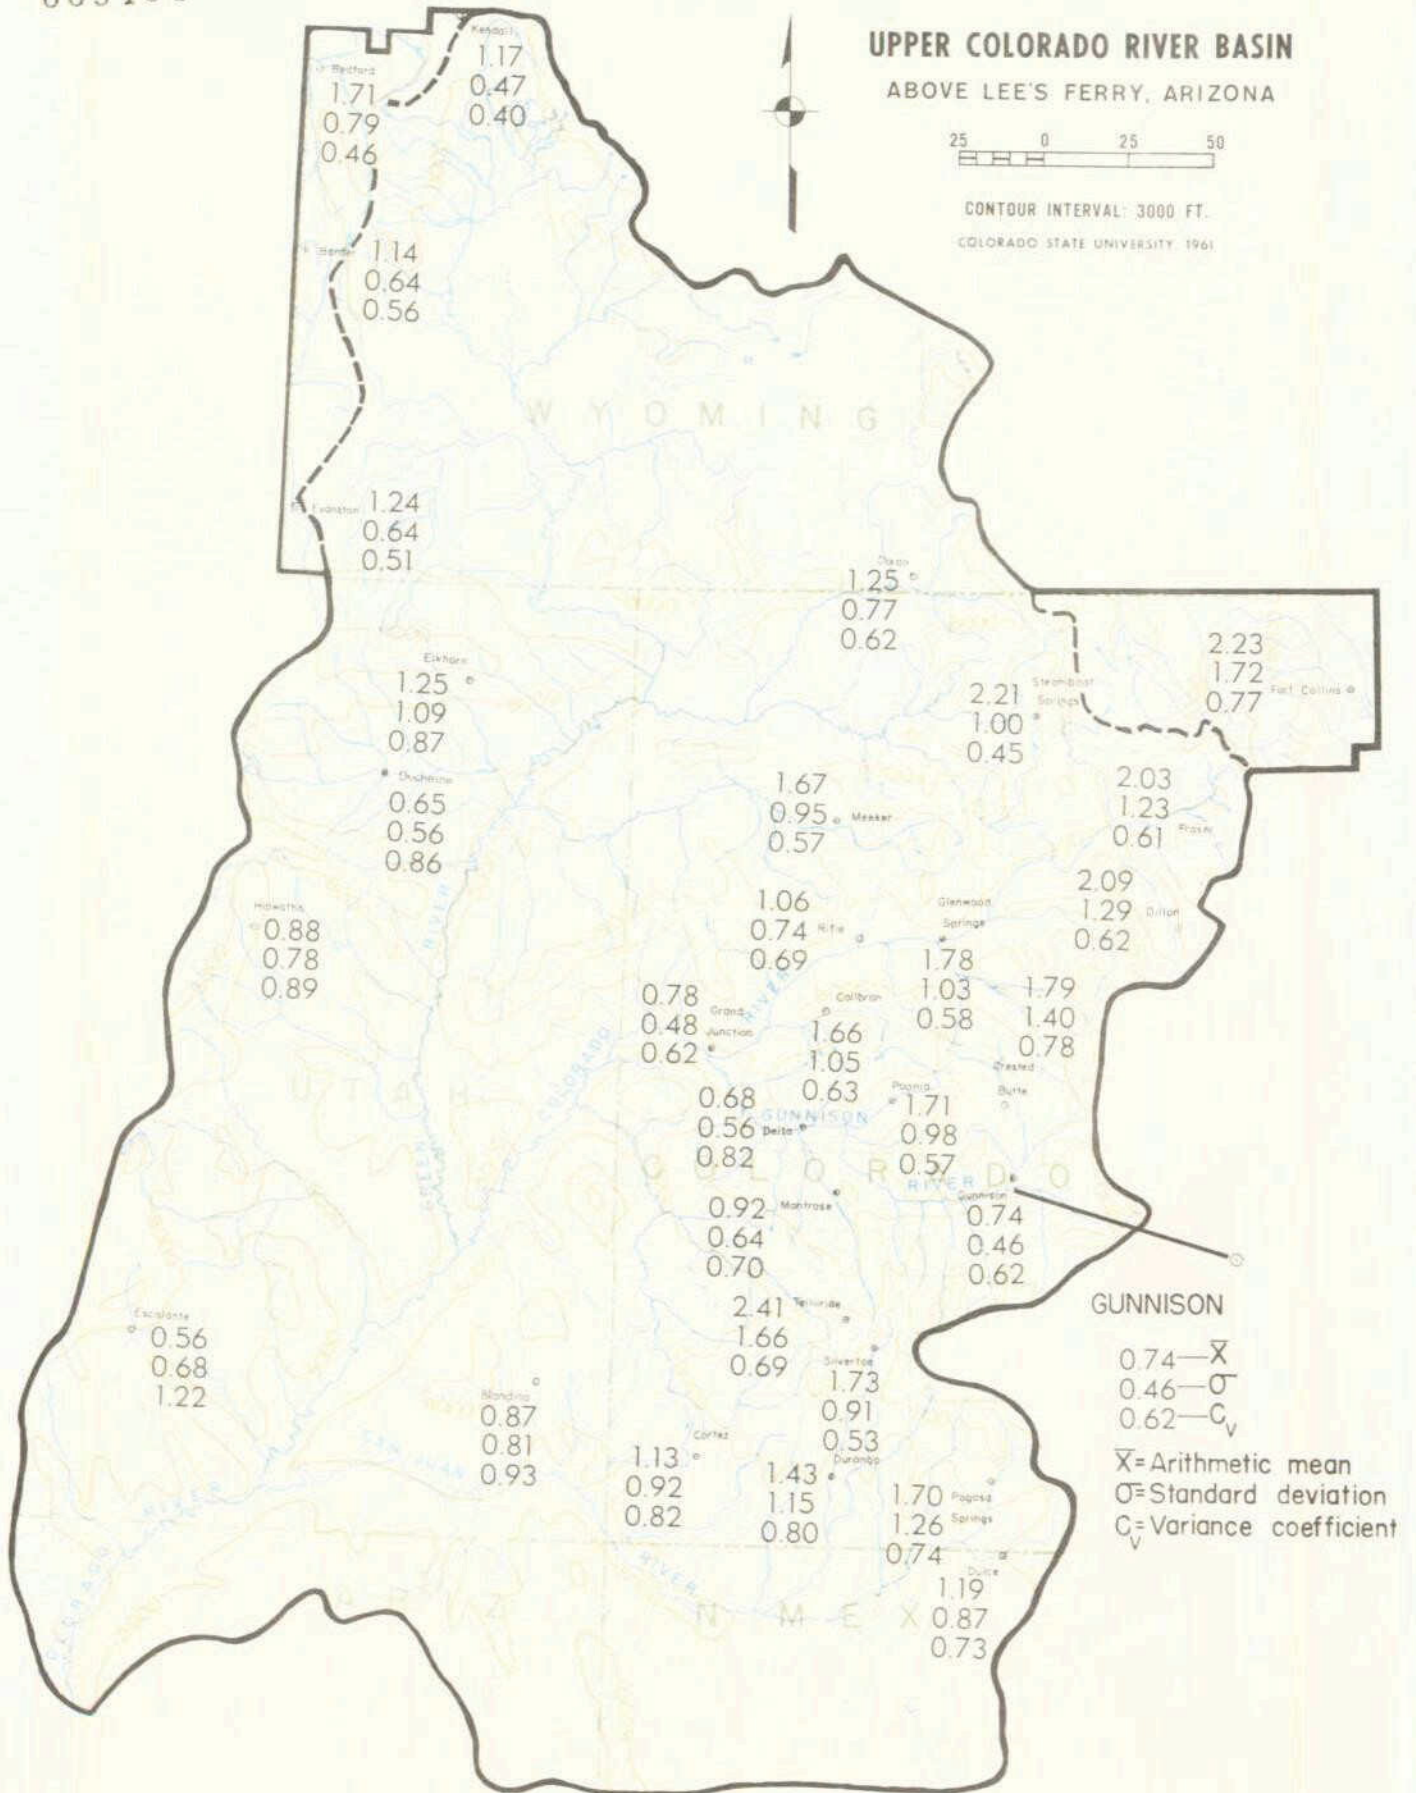 UPPER COLORADO RIVER BASIN
ABOVE LEE'S FERRY, ARIZONA
25 0 25 50
CONTOUR INTERVAL: 3000 FT.
COLORADO STATE UNIVERSITY 1961
Kendall
1.17
0.47
0.40
Bedford
1.71
0.79
0.46
Border
1.14
0.64
0.56
WYOMING
Evanston
1.24
0.64
0.51
Dixon
1.25
0.77
0.62
2.23
1.72
0.77
Fort Collins
Elkhorn
1.25
1.09
0.87
Steamboat
Springs
2.21
1.00
0.45
Duchesne
0.65
0.56
0.86
1.67
0.95
0.57
Meeker
2.03
1.23
0.61
Fraser
Hiawatha
0.88
0.78
0.89
1.06
0.74
0.69
Rifle
Glenwood
Springs
1.78
1.03
0.58
2.09
1.29
0.62
Dillon
GREEN
RIVER
0.78
0.48
0.62
Grand
Junction
COLORADO
RIVER
Collbran
1.66
1.05
0.63
1.79
1.40
0.78
Crested
Butte
UTAH
0.68
0.56
0.82
Delta
GUNNISON
RIVER
Paonia
1.71
0.98
0.57
COLORADO
0.92
0.64
0.70
Montrose
Gunnison
0.74
0.46
0.62
Escalante
0.56
0.68
1.22
2.41
1.66
0.69
Telluride
Silverton
1.73
0.91
0.53
Blanding
0.87
0.81
0.93
Cortez
1.13
0.92
0.82
Durango
1.43
1.15
0.80
1.70
1.26
0.74
Pagosa
Springs
SAN JUAN
RIVER
COLORADO
RIVER
Dulce
1.19
0.87
0.73
N MEX
GUNNISON
0.74—X̅
0.46—σ
0.62—Cv
X̅=Arithmetic mean
σ=Standard deviation
Cv=Variance coefficient